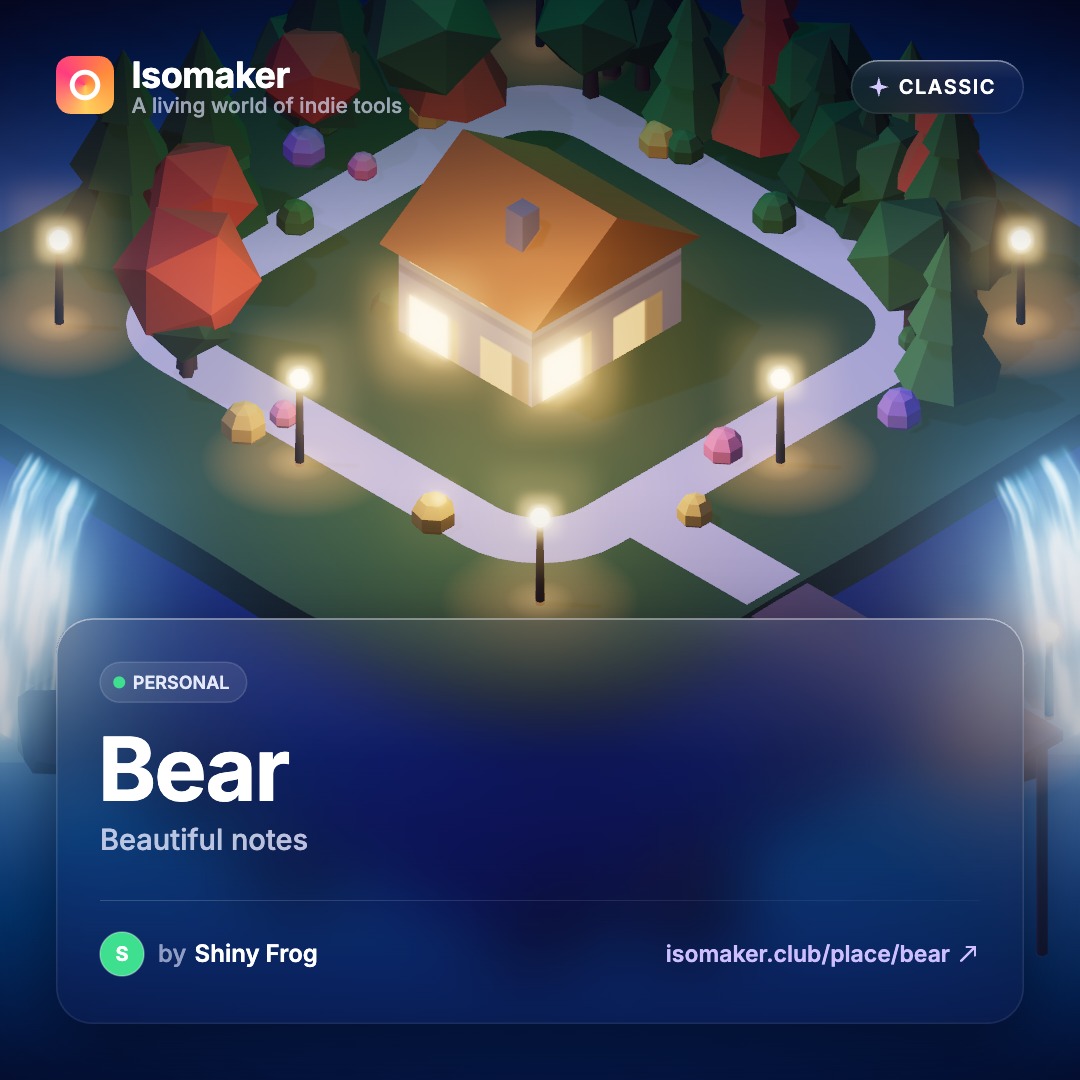 Isomaker
A living world of indie tools
CLASSIC
PERSONAL
Bear
Beautiful notes
S
by Shiny Frog
isomaker.club/place/bear ↗